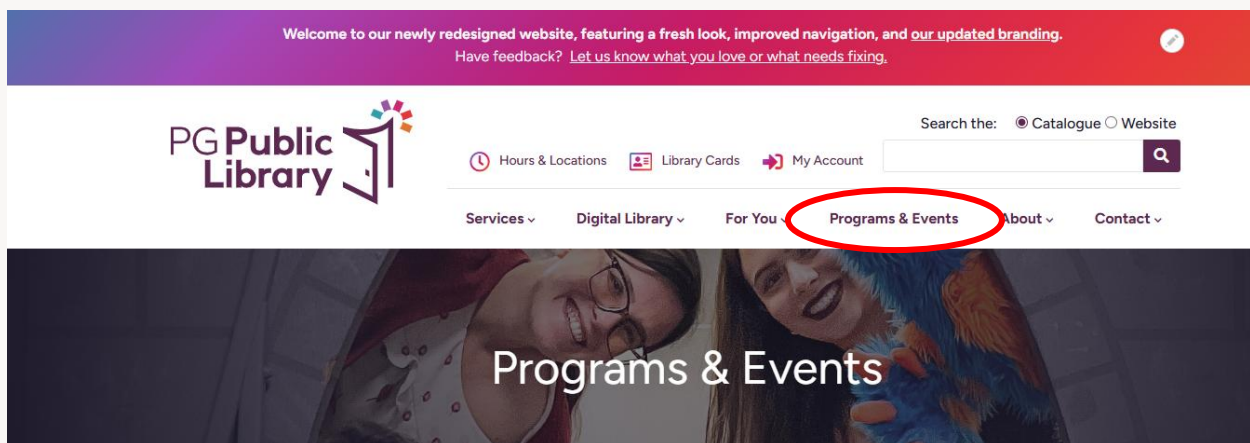 Welcome to our newly redesigned website, featuring a fresh look, improved navigation, and our updated branding.
Have feedback? Let us know what you love or what needs fixing.
PG Public
Library
Search the: Catalogue Website
Hours & Locations Library Cards My Account
Services Digital Library For You Programs & Events About Contact
Programs & Events